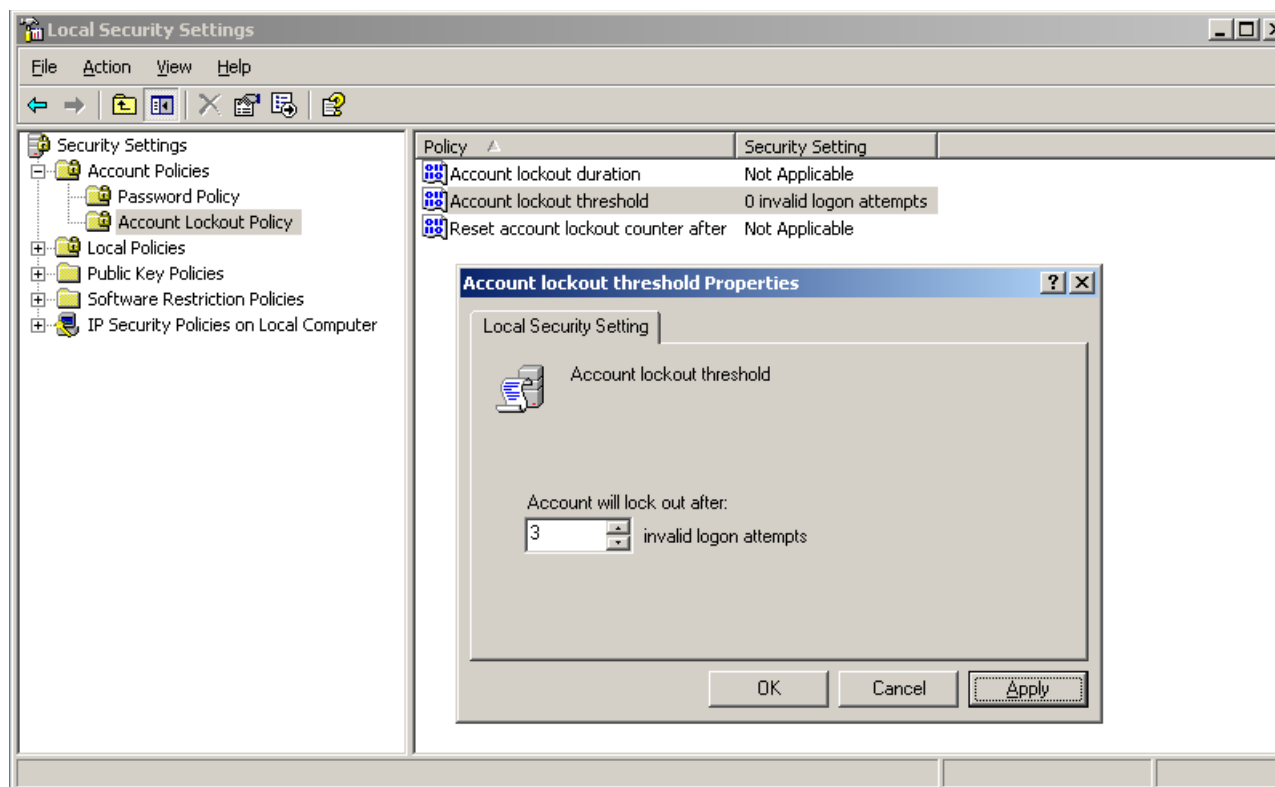 Local Security Settings
File Action View Help
Security Settings
Account Policies
Password Policy
Account Lockout Policy
Local Policies
Public Key Policies
Software Restriction Policies
IP Security Policies on Local Computer
Policy Security Setting
Account lockout duration Not Applicable
Account lockout threshold 0 invalid logon attempts
Reset account lockout counter after Not Applicable
Account lockout threshold Properties
Local Security Setting
Account lockout threshold
Account will lock out after:
3 invalid logon attempts
OK Cancel Apply